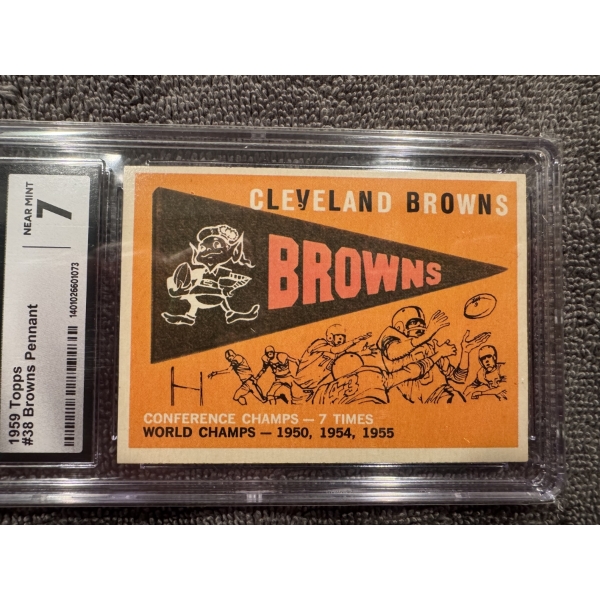 1959 Topps
#38 Browns Pennant
1401026601073
NEAR MINT
7
CLEVELAND BROWNS
BROWNS
CONFERENCE CHAMPS — 7 TIMES
WORLD CHAMPS — 1950, 1954, 1955